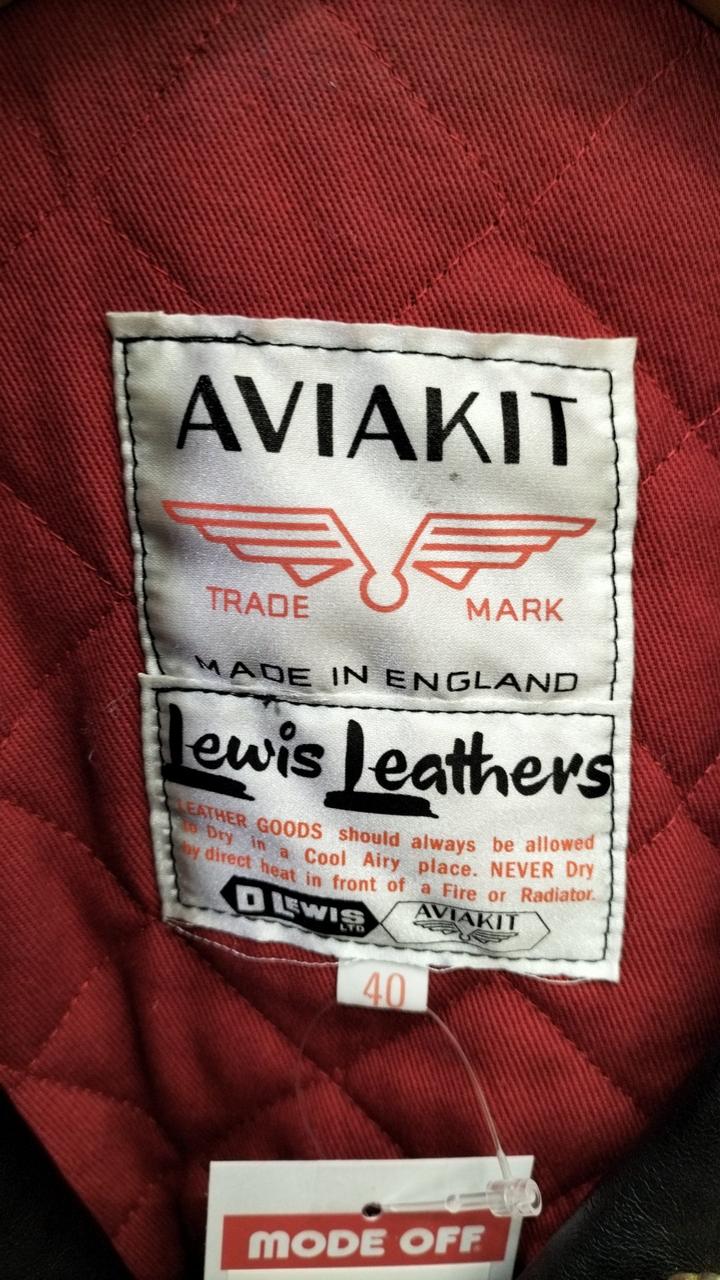 AVIAKIT
TRADE MARK
MADE IN ENGLAND
Lewis Leathers
LEATHER GOODS should always be allowed
to Dry in a Cool Airy place. NEVER Dry
by direct heat in front of a Fire or Radiator.
D LEWIS LTD AVIAKIT
40
MODE OFF